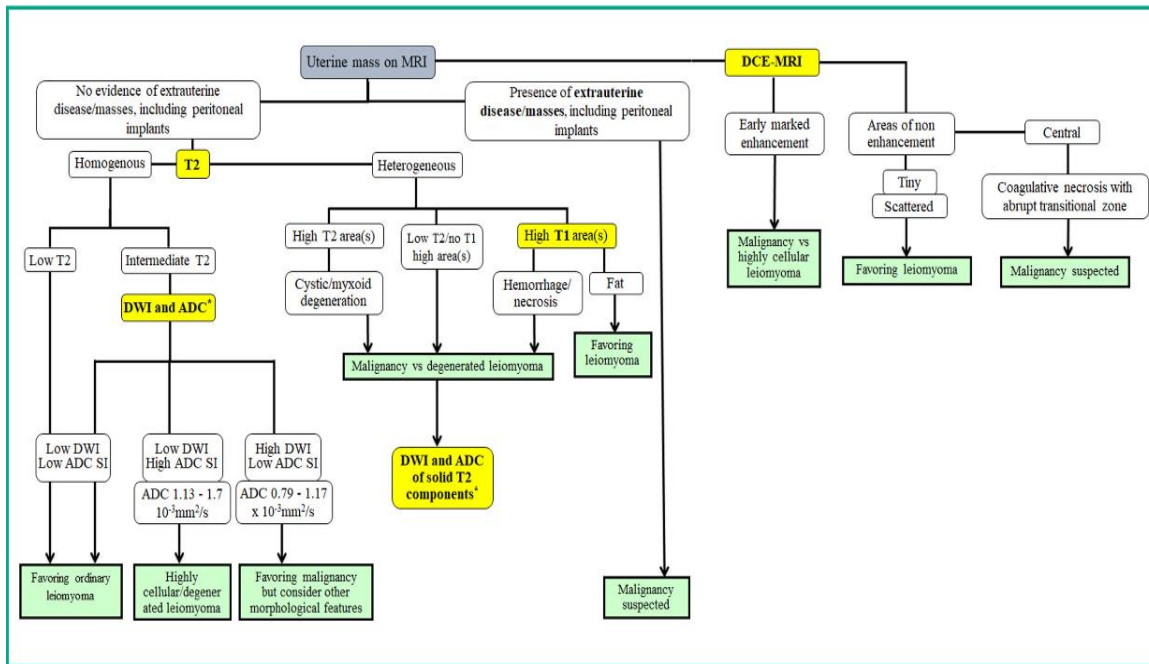 Uterine mass on MRI
DCE-MRI
No evidence of extrauterine
disease/masses, including peritoneal
implants
Presence of extrauterine
disease/masses, including peritoneal
implants
Early marked
enhancement
Areas of non
enhancement
Central
Homogenous
T2
Heterogeneous
Tiny
Scattered
Coagulative necrosis with
abrupt transitional zone
Low T2
Intermediate T2
High T2 area(s)
Low T2/no T1
high area(s)
High T1 area(s)
Malignancy vs
highly cellular
leiomyoma
Favoring leiomyoma
Malignancy suspected
DWI and ADC*
Cystic/myxoid
degeneration
Hemorrhage/
necrosis
Fat
Malignancy vs degenerated leiomyoma
Favoring
leiomyoma
Low DWI
Low ADC SI
Low DWI
High ADC SI
High DWI
Low ADC SI
DWI and ADC
of solid T2
components*
ADC 1.13 - 1.7
10-3mm2/s
ADC 0.79 - 1.17
x 10-3mm2/s
Favoring ordinary
leiomyoma
Highly
cellular/degener
ated leiomyoma
Favoring malignancy
but consider other
morphological features
Malignancy
suspected